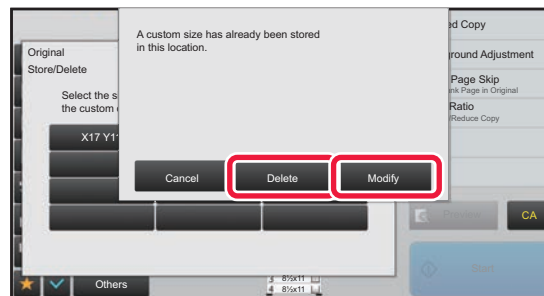 A custom size has already been stored
in this location.
Cancel
Delete
Modify
Original
Store/Delete
Select the s
the custom
X17 Y1
Others
8½x11
8½x11
ed Copy
round Adjustment
Page Skip
nk Page in Original
Ratio
/Reduce Copy
CA
Start